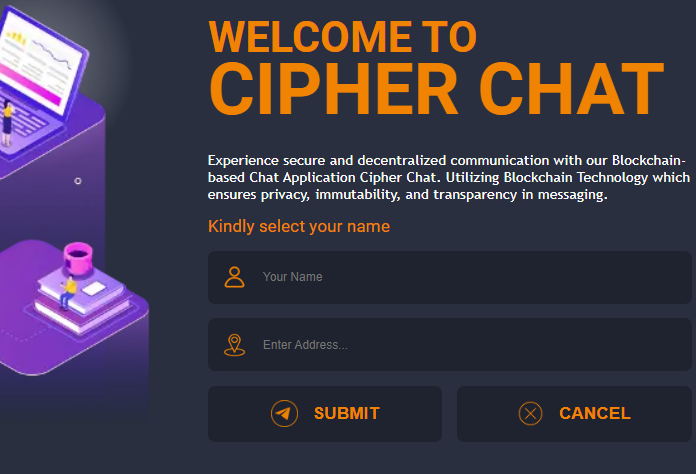 WELCOME TO
CIPHER CHAT
Experience secure and decentralized communication with our Blockchain-
based Chat Application Cipher Chat. Utilizing Blockchain Technology which
ensures privacy, immutability, and transparency in messaging.
Kindly select your name
Your Name
Enter Address...
SUBMIT
CANCEL